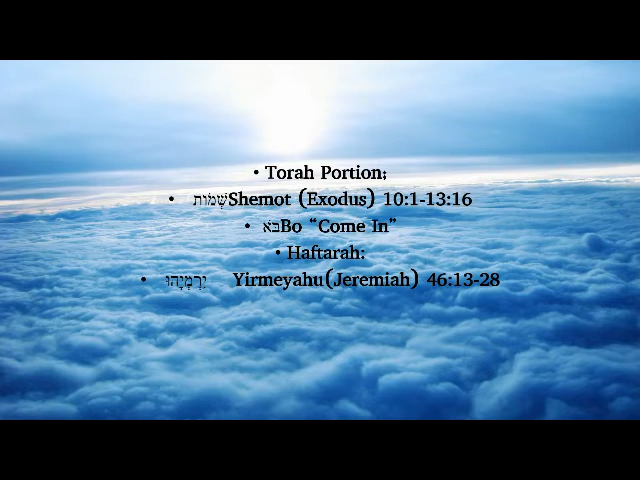 • Torah Portion;
• שְׁמוֹת Shemot (Exodus) 10:1-13:16
• בֹּא Bo “Come In”
• Haftarah:
• יִרְמְיָהוּ Yirmeyahu(Jeremiah) 46:13-28